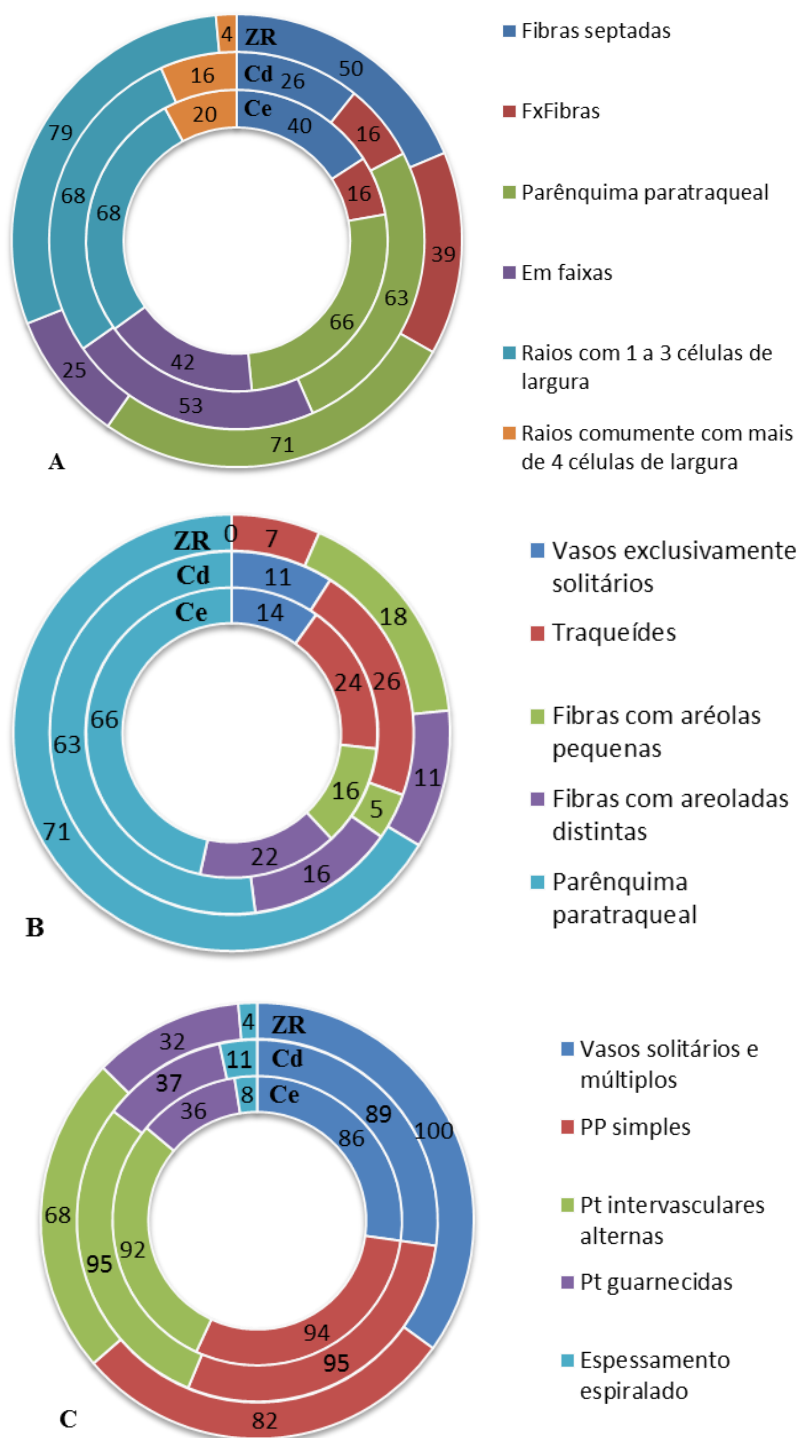 4
ZR
50
16
Cd
26
20
Ce
40
16
16
79
68
68
39
63
66
42
25
53
71
A
Fibras septadas
FxFibras
Parênquima paratraqueal
Em faixas
Raios com 1 a 3 células de
largura
Raios comumente com mais
de 4 células de largura
ZR
0
7
Cd
11
Ce
14
18
24
26
66
63
71
16
5
11
22
16
B
Vasos exclusivamente
solitários
Traqueídes
Fibras com aréolas
pequenas
Fibras com areoladas
distintas
Parênquima
paratraqueal
4
ZR
32
11
Cd
37
8
Ce
36
89
86
100
68
95
92
94
95
82
C
Vasos solitários e
múltiplos
PP simples
Pt intervasculares
alternas
Pt guarnecidas
Espessamento
espiralado